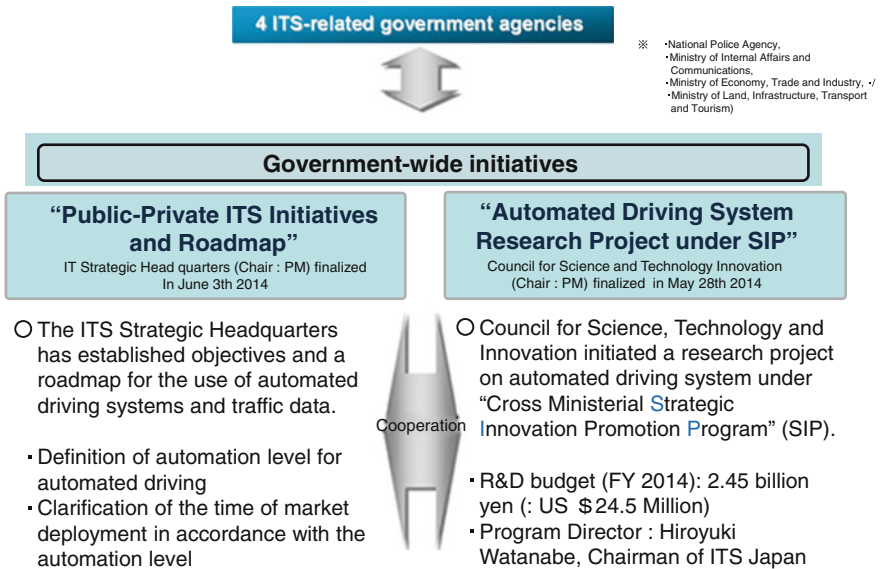 4 ITS-related government agencies
※ ・National Police Agency,
・Ministry of Internal Affairs and
Communications,
・Ministry of Economy, Trade and Industry, ・/
・Ministry of Land, Infrastructure, Transport
and Tourism)
Government-wide initiatives
“Public-Private ITS Initiatives
and Roadmap”
IT Strategic Head quarters (Chair : PM) finalized
In June 3th 2014
○ The ITS Strategic Headquarters
has established objectives and a
roadmap for the use of automated
driving systems and traffic data.
・Definition of automation level for
automated driving
・Clarification of the time of market
deployment in accordance with the
automation level
Cooperation
“Automated Driving System
Research Project under SIP”
Council for Science and Technology Innovation
(Chair : PM) finalized in May 28th 2014
○ Council for Science, Technology and
Innovation initiated a research project
on automated driving system under
“Cross Ministerial Strategic
Innovation Promotion Program” (SIP).
・R&D budget (FY 2014): 2.45 billion
yen (: US $24.5 Million)
・Program Director : Hiroyuki
Watanabe, Chairman of ITS Japan